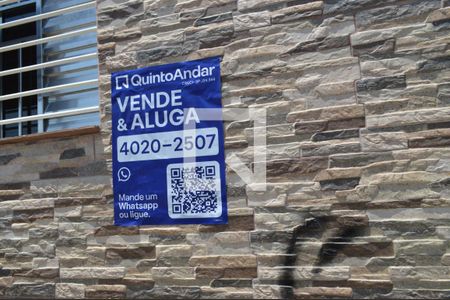 QuintoAndar
VENDE
& ALUGA
4020-2507
Mande um
Whatsapp
ou ligue.